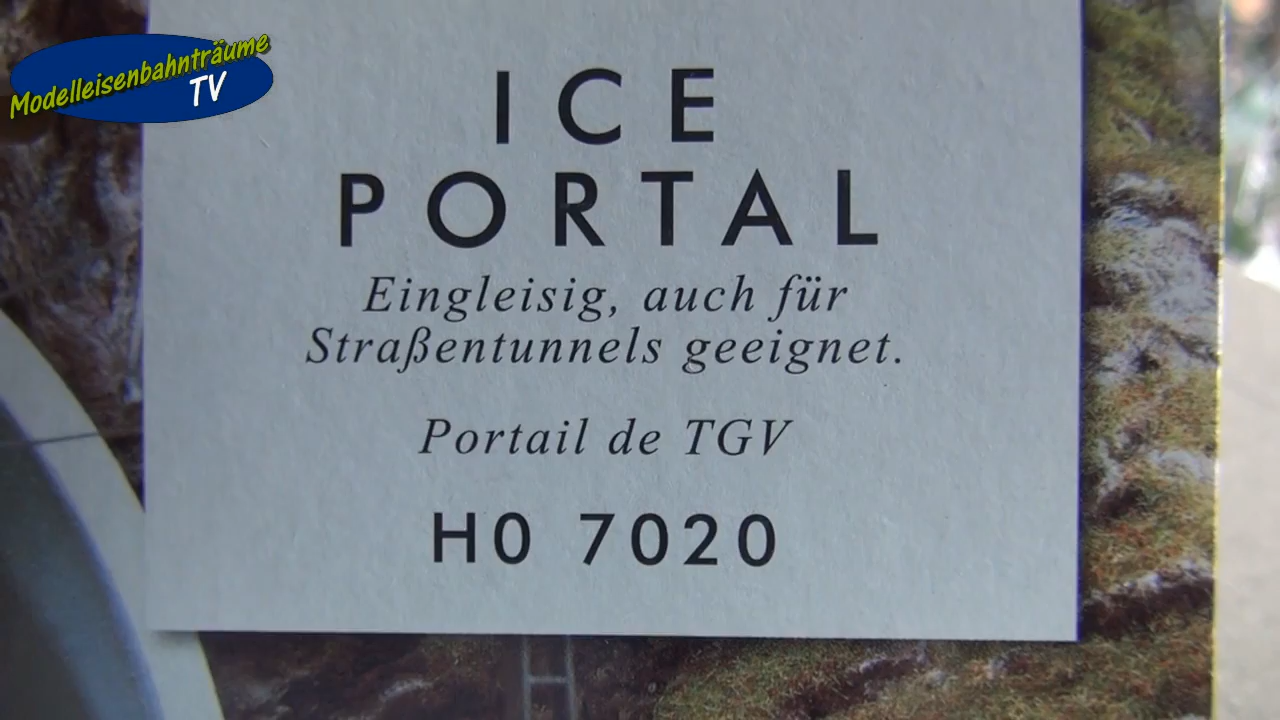 Modelleisenbahnträume
TV
ICE
PORTAL
Eingleisig, auch für
Straßentunnels geeignet.
Portail de TGV
H0 7020